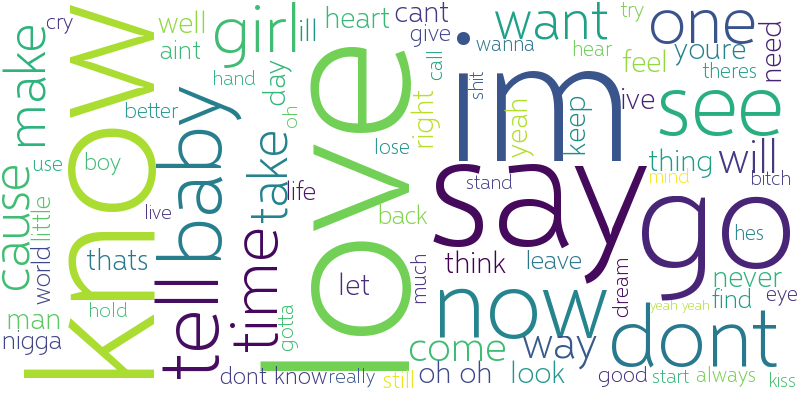 cry
well
girl
ill
heart
cant
give
want
one
try
make
know
aint
day
love
im
wanna
hear
youre
feel
theres
need
hand
call
shit
see
better
baby
oh
right
yeah
keep
ive
cause
use
boy
lose
say
thing
will
take
life
stand
go
mind
bitch
little
live
time
back
hes
world
thats
tell
let
much
think
leave
dream
never
find
eye
hold
now
yeah yeah
man
gotta
come
way
dont
nigga
dont know
really
still
oh oh
look
good
start
always
kiss